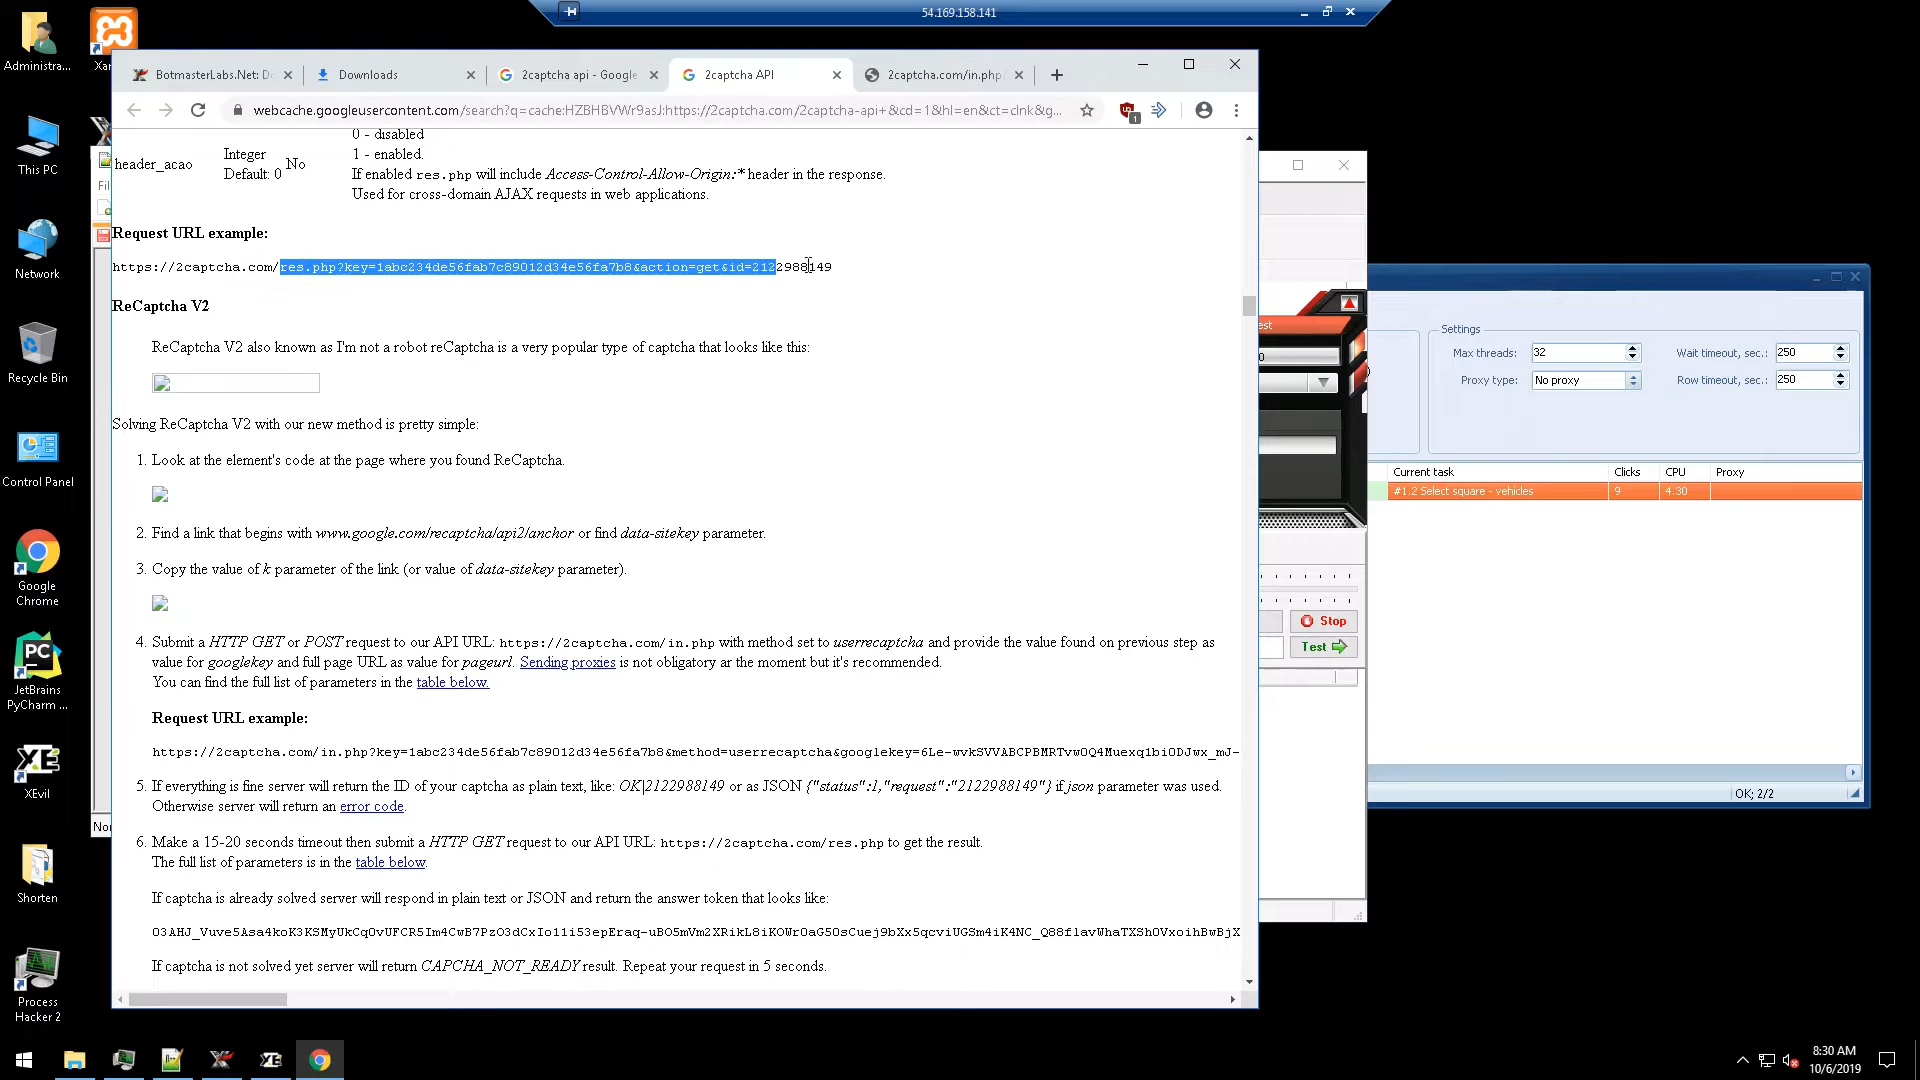 54.169.158.141
Administra...
Xar
This PC
Network
Recycle Bin
Control Panel
Google
Chrome
JetBrains
PyCharm ...
XEvil
Shorten
Process
Hacker 2
BotmasterLabs.Net: Do
Downloads
2captcha api - Google
2captcha API
2captcha.com/in.php
webcache.googleusercontent.com/search?q=cache:HZBHBVWr9asJ:https://2captcha.com/2captcha-api+&cd=1&hl=en&ct=clnk&g...
1
header_acao
Integer
Default: 0
No
0 - disabled
1 - enabled.
If enabled res.php will include Access-Control-Allow-Origin:* header in the response.
Used for cross-domain AJAX requests in web applications.
Request URL example:
https://2captcha.com/res.php?key=1abc234de56fab7c89012d34e56fa7b8&action=get&id=2122988149
ReCaptcha V2
ReCaptcha V2 also known as I'm not a robot reCaptcha is a very popular type of captcha that looks like this:
Solving ReCaptcha V2 with our new method is pretty simple:
1. Look at the element's code at the page where you found ReCaptcha.
2. Find a link that begins with www.google.com/recaptcha/api2/anchor or find data-sitekey parameter.
3. Copy the value of k parameter of the link (or value of data-sitekey parameter).
4. Submit a HTTP GET or POST request to our API URL: https://2captcha.com/in.php with method set to userrecaptcha and provide the value found on previous step as
value for googlekey and full page URL as value for pageurl. Sending proxies is not obligatory ar the moment but it's recommended.
You can find the full list of parameters in the table below.
Request URL example:
https://2captcha.com/in.php?key=1abc234de56fab7c89012d34e56fa7b8&method=userrecaptcha&googlekey=6Le-wvkSVVABCPBMRTvw0Q4Muexq1bi0DJwx_mJ-
5. If everything is fine server will return the ID of your captcha as plain text, like: OK|2122988149 or as JSON {"status":1,"request":"2122988149"} if json parameter was used.
Otherwise server will return an error code.
6. Make a 15-20 seconds timeout then submit a HTTP GET request to our API URL: https://2captcha.com/res.php to get the result.
The full list of parameters is in the table below.
If captcha is already solved server will respond in plain text or JSON and return the answer token that looks like:
03AHJ_Vuve5Asa4koK3KSMyUkCq0vUFCR5Im4CwB7PzO3dCxIo11i53epEraq-uBO5mVm2XRikL8iKOWr0aG50sCuej9bXx5qcviUGSm4iK4NC_Q88flavWhaTXSh0VxoihBwBjX
If captcha is not solved yet server will return CAPCHA_NOT_READY result. Repeat your request in 5 seconds.
Fil
Nor
est
0
Stop
Test
Settings
Max threads:
32
Wait timeout, sec.:
250
Proxy type:
No proxy
Row timeout, sec.:
250
Current task
Clicks
CPU
Proxy
#1.2 Select square - vehicles
9
4.30
OK; 2/2
8:30 AM
10/6/2019